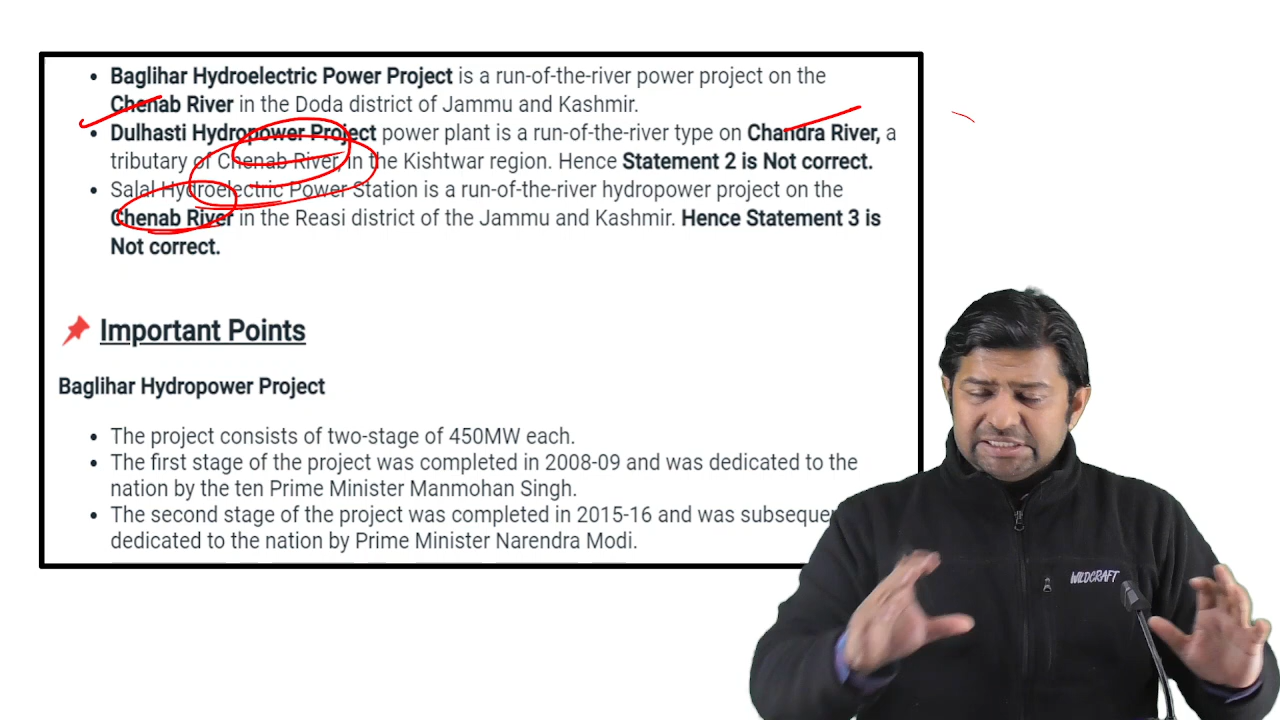 Baglihar Hydroelectric Power Project is a run-of-the-river power project on the
Chenab River in the Doda district of Jammu and Kashmir.
Dulhasti Hydropower Project power plant is a run-of-the-river type on Chandra River, a
tributary of Chenab River, in the Kishtwar region. Hence Statement 2 is Not correct.
Salal Hydroelectric Power Station is a run-of-the-river hydropower project on the
Chenab River in the Reasi district of the Jammu and Kashmir. Hence Statement 3 is
Not correct.
Important Points
Baglihar Hydropower Project
The project consists of two-stage of 450MW each.
The first stage of the project was completed in 2008-09 and was dedicated to the
nation by the ten Prime Minister Manmohan Singh.
The second stage of the project was completed in 2015-16 and was
dedicated to the nation by Prime Minister Narendra Modi.
WILDCRAFT